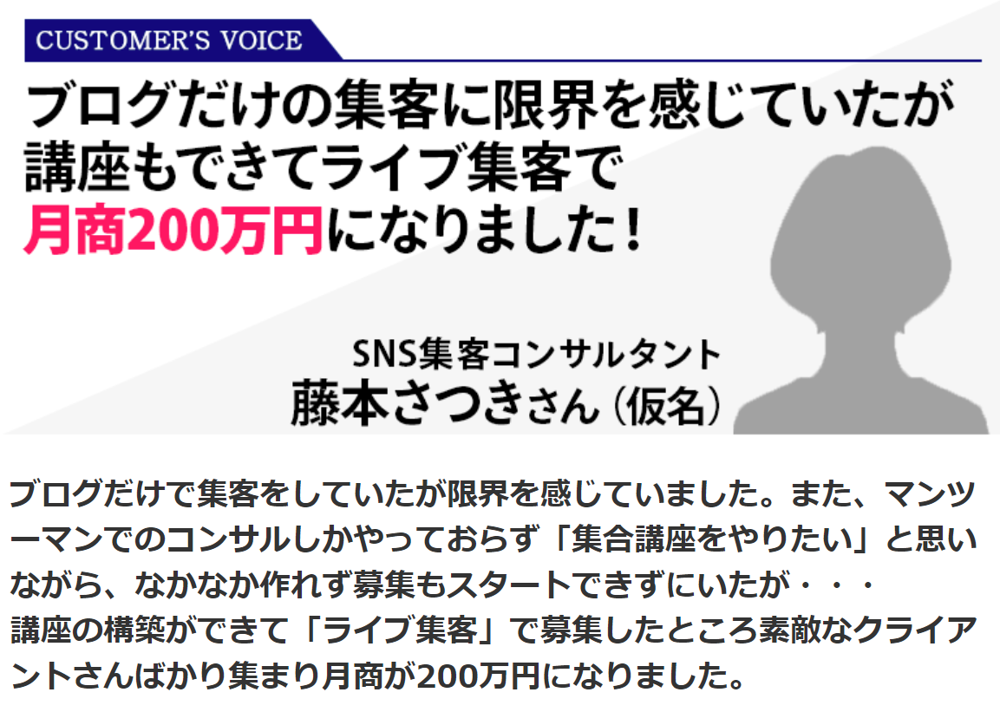 CUSTOMER'S VOICE
ブログだけの集客に限界を感じていたが
講座もできてライブ集客で
月商200万円になりました！
SNS集客コンサルタント
藤本さつきさん（仮名）
ブログだけで集客をしていたが限界を感じていました。また、マンツ
ーマンでのコンサルしかやっておらず「集合講座をやりたい」と思い
ながら、なかなか作れず募集もスタートできずにいたが・・・
講座の構築ができて「ライブ集客」で募集したところ素敵なクライア
ントさんばかり集まり月商が200万円になりました。